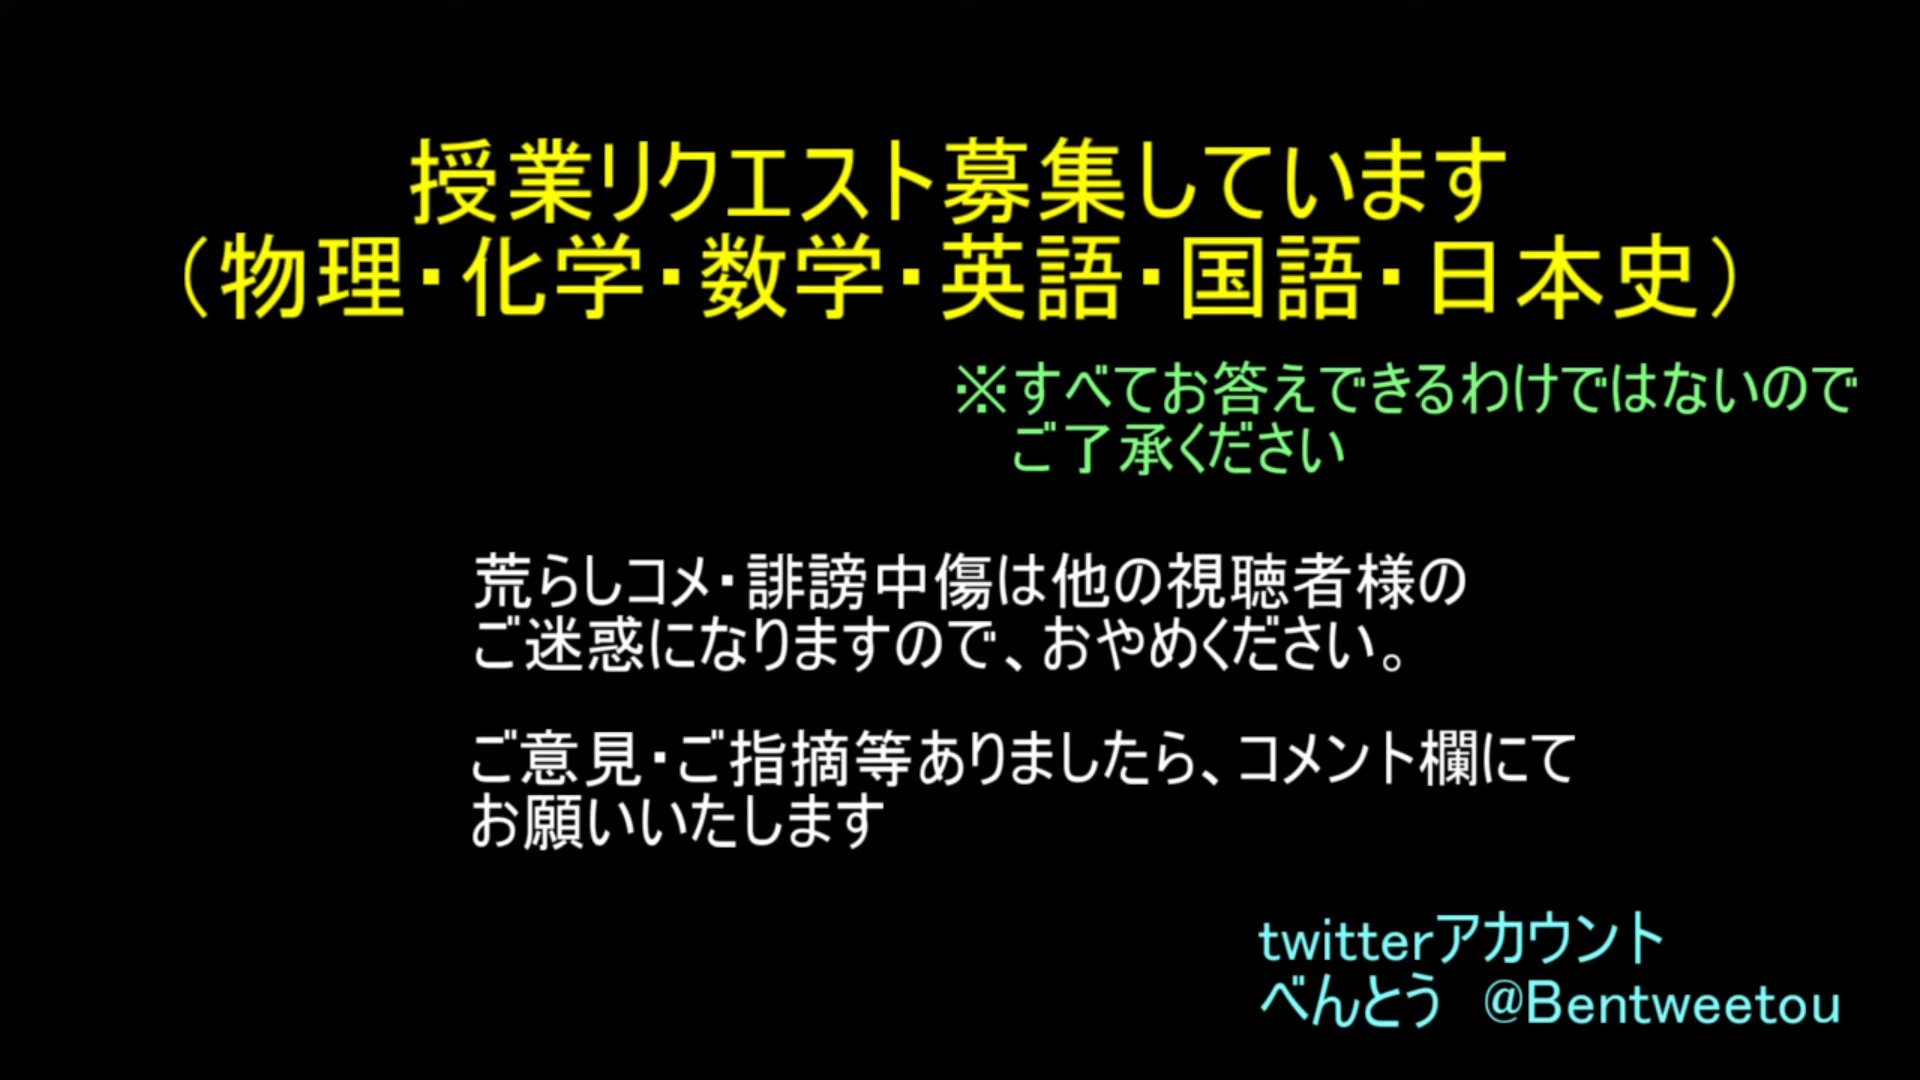 授業リクエスト募集しています
（物理・化学・数学・英語・国語・日本史）
※すべてお答えできるわけではないので
ご了承ください
荒らしコメ・誹謗中傷は他の視聴者様の
ご迷惑になりますので、おやめください。
ご意見・ご指摘等ありましたら、コメント欄にて
お願いいたします
twitterアカウント
べんとう　@Bentweetou